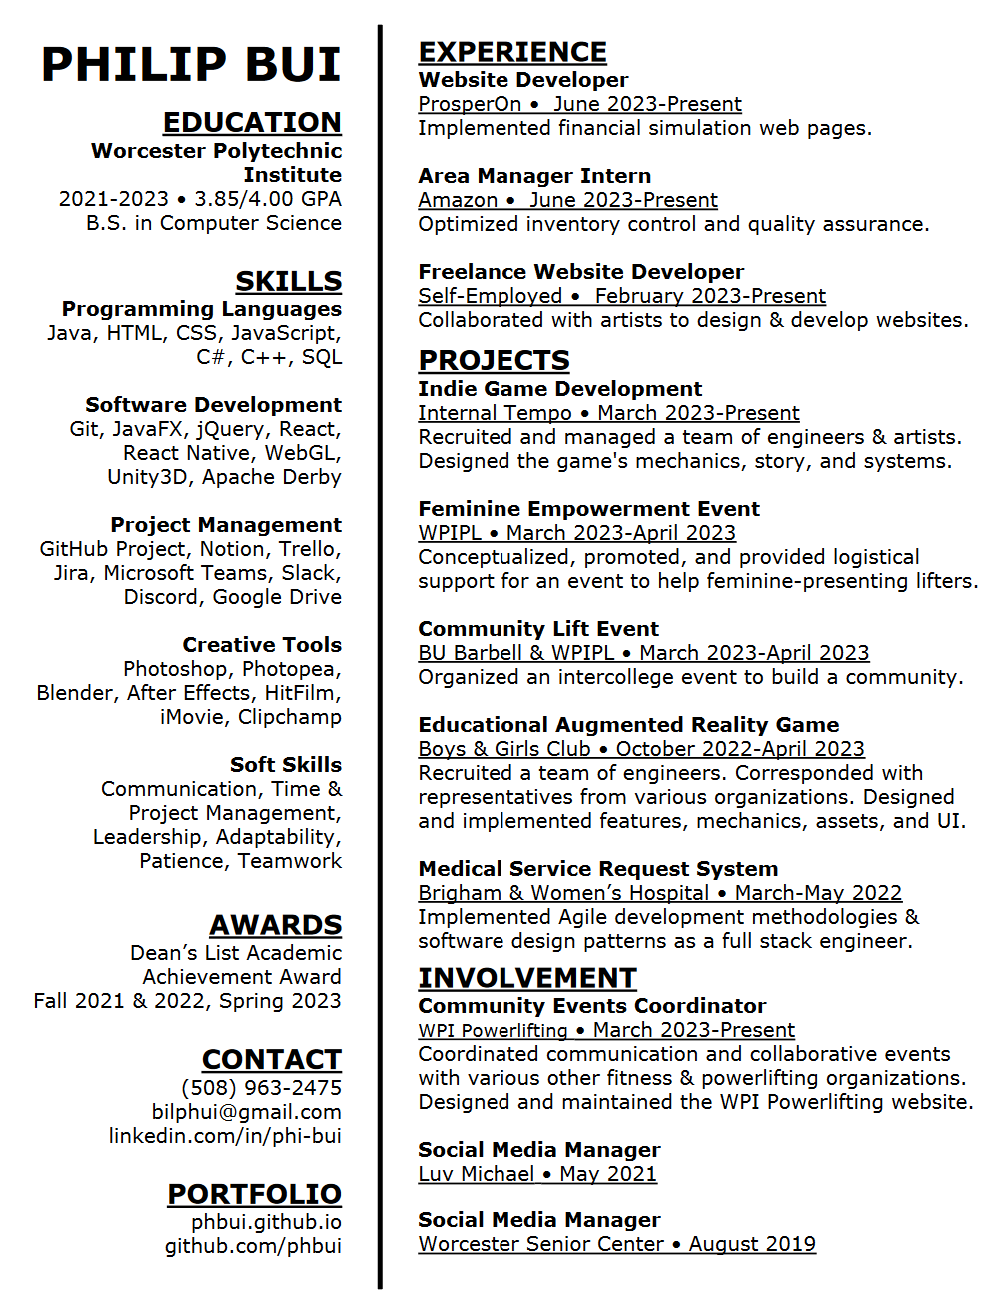 PHILIP BUI
EDUCATION
Worcester Polytechnic
Institute
2021-2023 • 3.85/4.00 GPA
B.S. in Computer Science
SKILLS
Programming Languages
Java, HTML, CSS, JavaScript,
C#, C++, SQL
Software Development
Git, JavaFX, jQuery, React,
React Native, WebGL,
Unity3D, Apache Derby
Project Management
GitHub Project, Notion, Trello,
Jira, Microsoft Teams, Slack,
Discord, Google Drive
Creative Tools
Photoshop, Photopea,
Blender, After Effects, HitFilm,
iMovie, Clipchamp
Soft Skills
Communication, Time &
Project Management,
Leadership, Adaptability,
Patience, Teamwork
AWARDS
Dean’s List Academic
Achievement Award
Fall 2021 & 2022, Spring 2023
CONTACT
(508) 963-2475
bilphui@gmail.com
linkedin.com/in/phi-bui
PORTFOLIO
phbui.github.io
github.com/phbui
EXPERIENCE
Website Developer
ProsperOn • June 2023-Present
Implemented financial simulation web pages.
Area Manager Intern
Amazon • June 2023-Present
Optimized inventory control and quality assurance.
Freelance Website Developer
Self-Employed • February 2023-Present
Collaborated with artists to design & develop websites.
PROJECTS
Indie Game Development
Internal Tempo • March 2023-Present
Recruited and managed a team of engineers & artists.
Designed the game's mechanics, story, and systems.
Feminine Empowerment Event
WPIPL • March 2023-April 2023
Conceptualized, promoted, and provided logistical
support for an event to help feminine-presenting lifters.
Community Lift Event
BU Barbell & WPIPL • March 2023-April 2023
Organized an intercollege event to build a community.
Educational Augmented Reality Game
Boys & Girls Club • October 2022-April 2023
Recruited a team of engineers. Corresponded with
representatives from various organizations. Designed
and implemented features, mechanics, assets, and UI.
Medical Service Request System
Brigham & Women’s Hospital • March-May 2022
Implemented Agile development methodologies &
software design patterns as a full stack engineer.
INVOLVEMENT
Community Events Coordinator
WPI Powerlifting • March 2023-Present
Coordinated communication and collaborative events
with various other fitness & powerlifting organizations.
Designed and maintained the WPI Powerlifting website.
Social Media Manager
Luv Michael • May 2021
Social Media Manager
Worcester Senior Center • August 2019